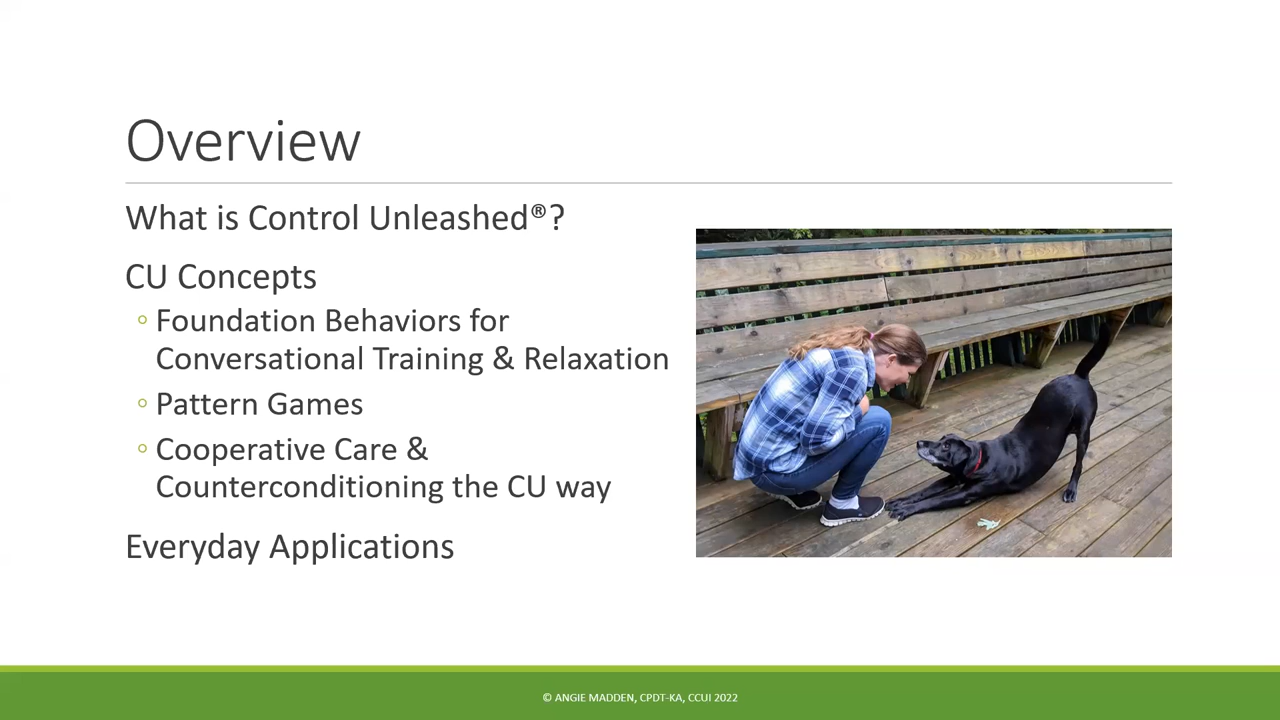 Overview
What is Control Unleashed®?
CU Concepts
Foundation Behaviors for
Conversational Training & Relaxation
Pattern Games
Cooperative Care &
Counterconditioning the CU way
Everyday Applications
© ANGIE MADDEN, CPDT-KA, CCUI 2022